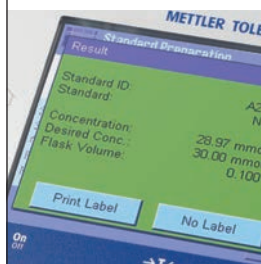 METTLER TOLE
Standard Preparation
Result
Standard ID:
A2
Standard:
N
Concentration:
28.97 mmo
Desired Conc.:
30.00 mmo
Flask Volume:
0.100
Print Label
No Label
On
Off